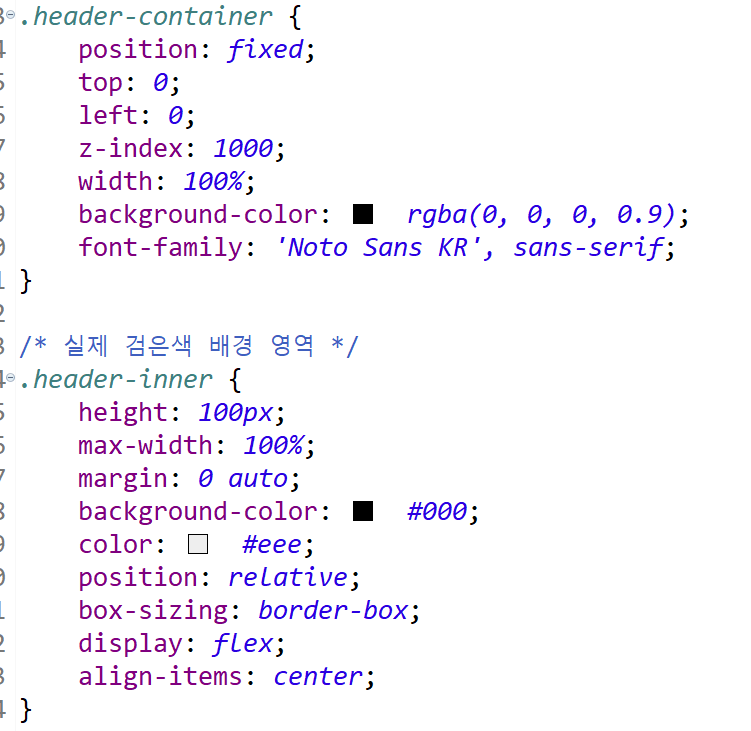 .header-container {
position: fixed;
top: 0;
left: 0;
z-index: 1000;
width: 100%;
background-color: rgba(0, 0, 0, 0.9);
font-family: 'Noto Sans KR', sans-serif;
}
/* 실제 검은색 배경 영역 */
.header-inner {
height: 100px;
max-width: 100%;
margin: 0 auto;
background-color: #000;
color: #eee;
position: relative;
box-sizing: border-box;
display: flex;
align-items: center;
}